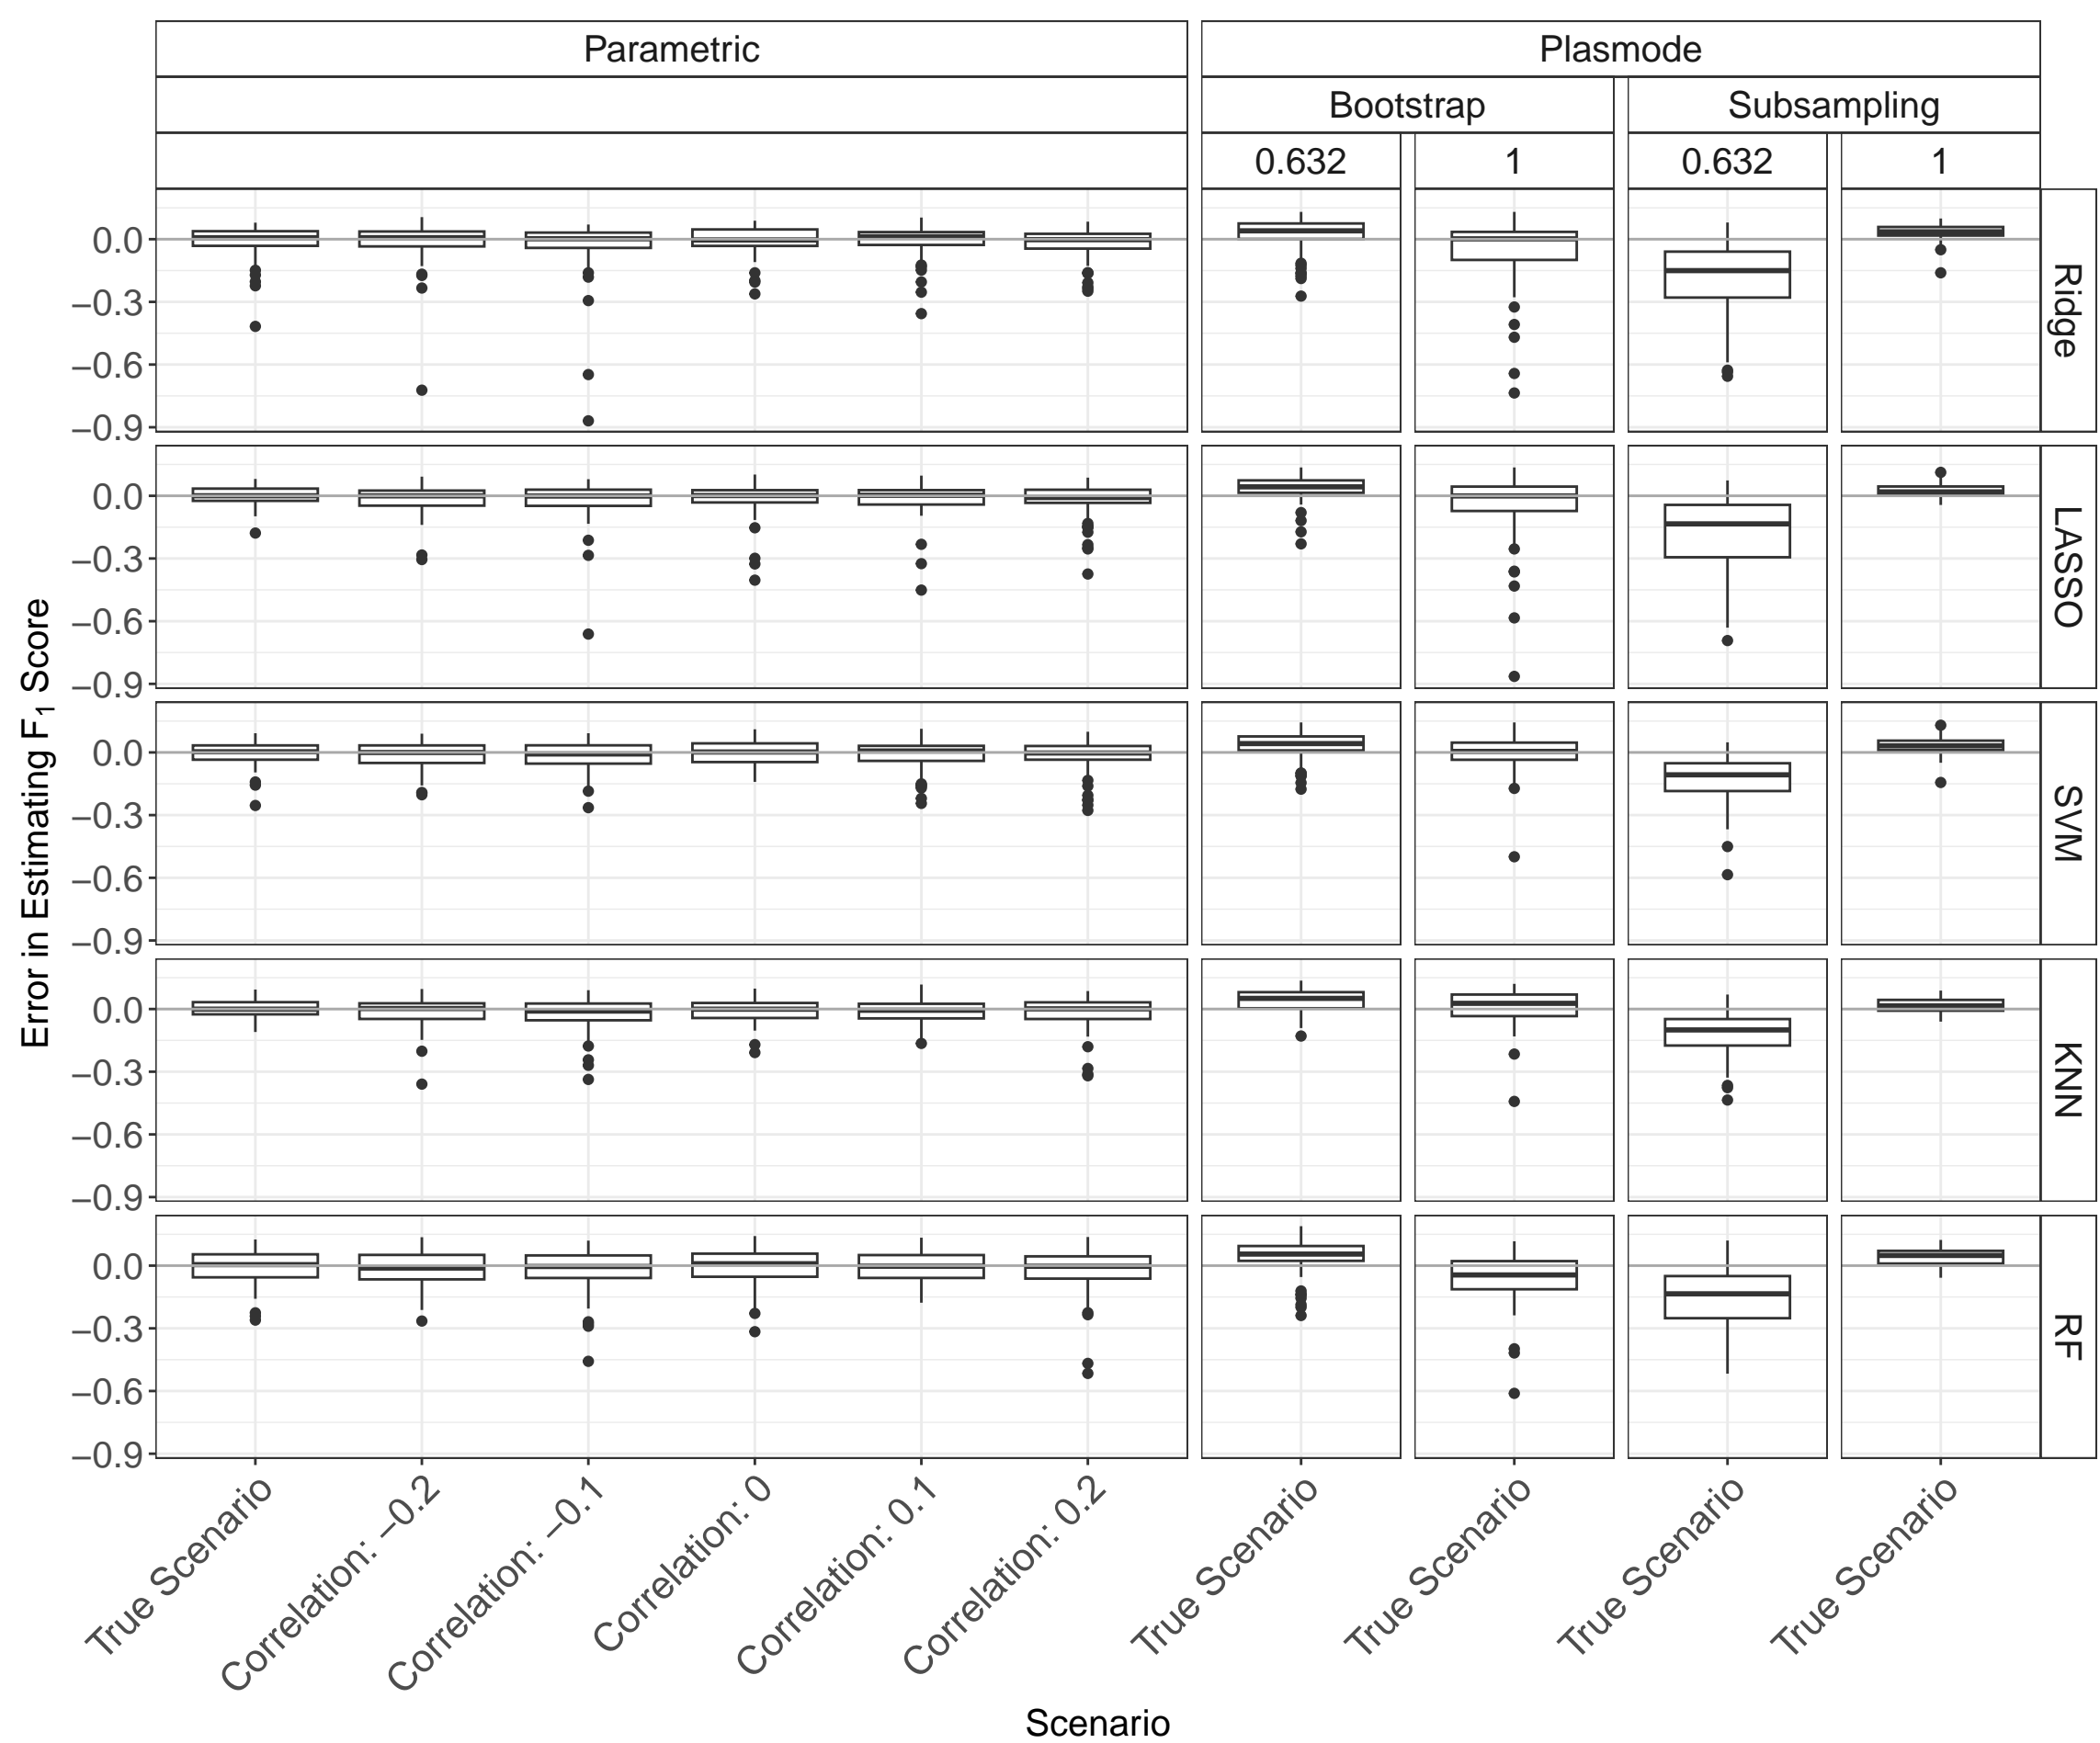 Parametric
Plasmode
Bootstrap
Subsampling
0.632
1
0.632
1
Error in Estimating F₁ Score
0.0
−0.3
−0.6
−0.9
Ridge
0.0
−0.3
−0.6
−0.9
LASSO
0.0
−0.3
−0.6
−0.9
SVM
0.0
−0.3
−0.6
−0.9
KNN
0.0
−0.3
−0.6
−0.9
RF
True Scenario
Correlation: −0.2
Correlation: −0.1
Correlation: 0
Correlation: 0.1
Correlation: 0.2
True Scenario
True Scenario
True Scenario
True Scenario
Scenario